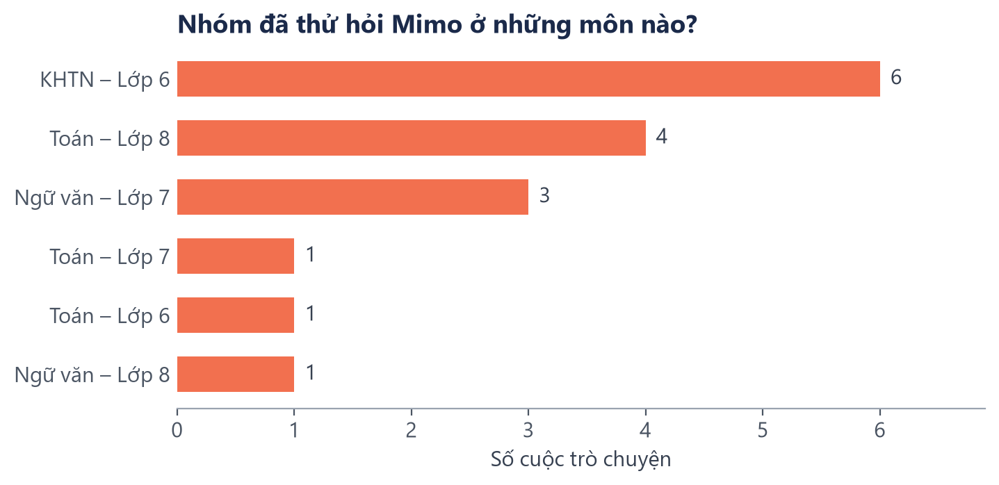 Nhóm đã thử hỏi Mimo ở những môn nào?
KHTN – Lớp 6
6
Toán – Lớp 8
4
Ngữ văn – Lớp 7
3
Toán – Lớp 7
1
Toán – Lớp 6
1
Ngữ văn – Lớp 8
1
0 1 2 3 4 5 6
Số cuộc trò chuyện